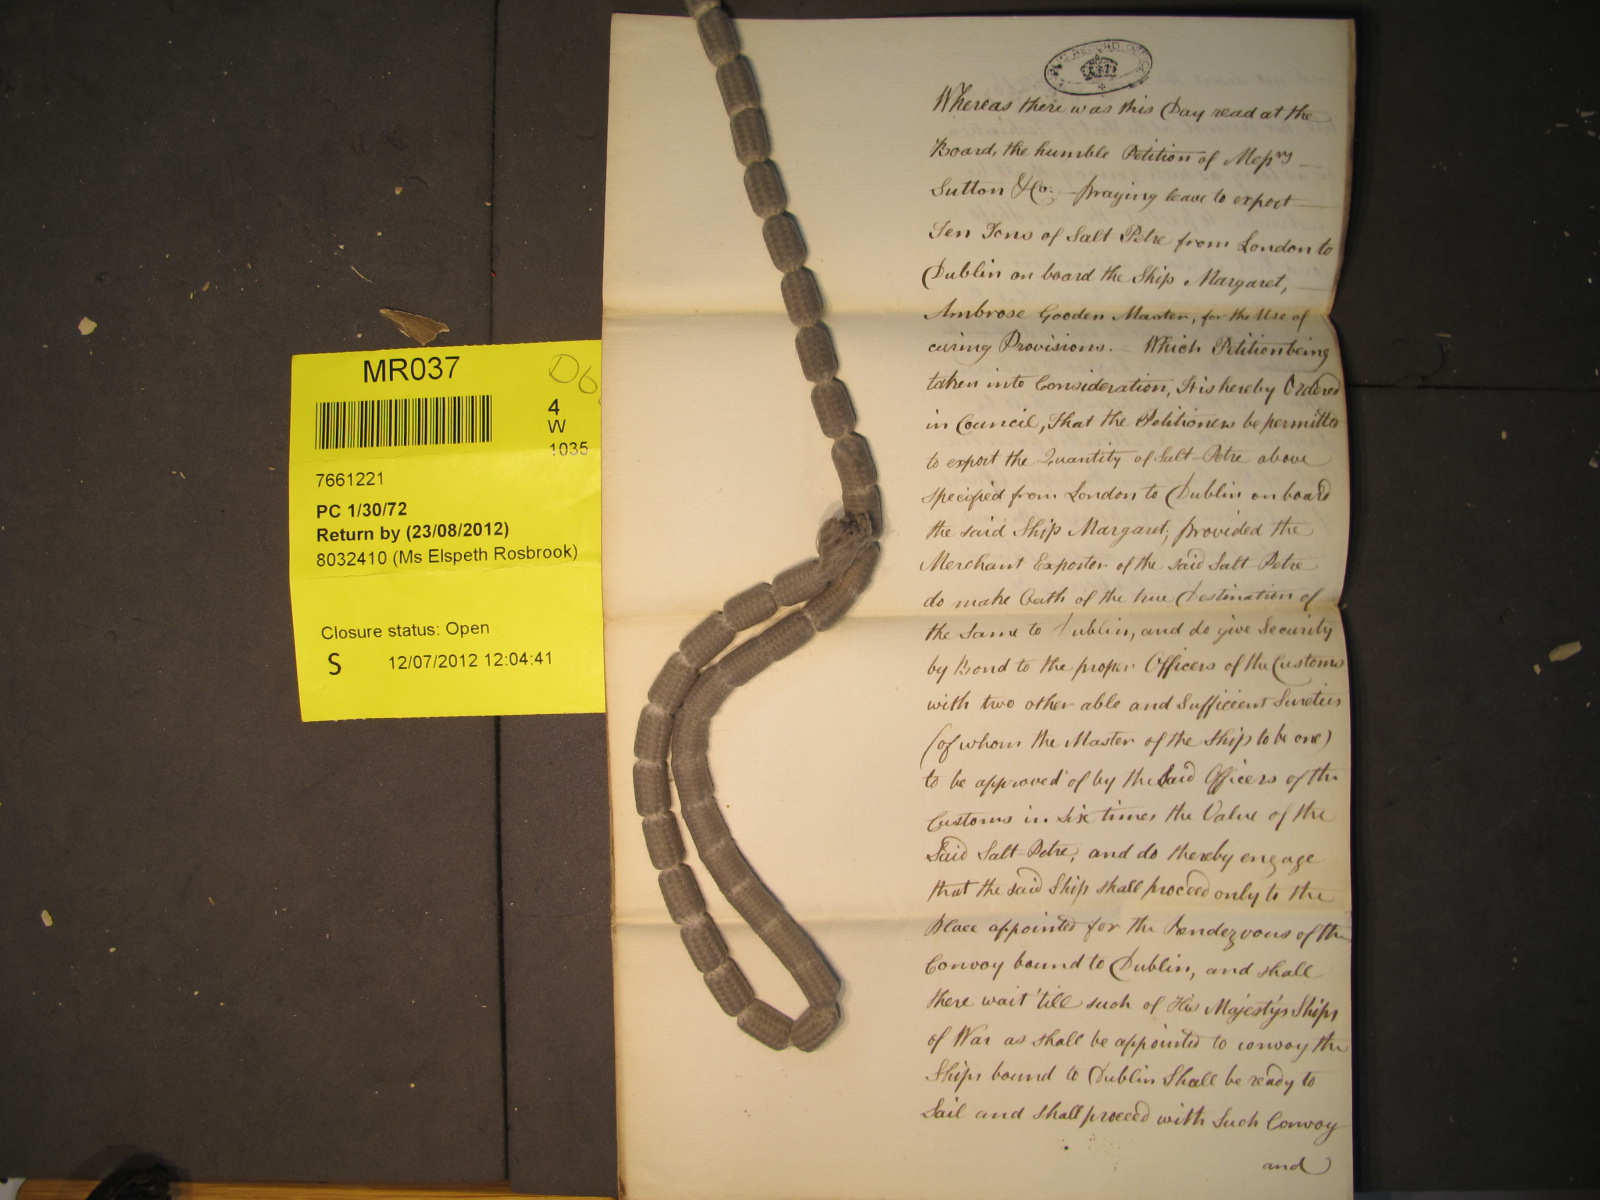 MR037
D6
4
W
1035
7661221
PC 1/30/72
Return by (23/08/2012)
8032410 (Ms Elspeth Rosbrook)
Closure status: Open
S 12/07/2012 12:04:41
RECORD
Whereas there was this Day read at the
Board, the humble Petition of Messrs
Sutton & Co. praying leave to export
Ten Tons of Salt Petre from London to
Dublin on board the Ship Margaret,
Ambrose Gooden Master, for the Use of
curing Provisions. Which Petition being
taken into Consideration, It is hereby Ordered
in Council, That the Petitioners be permitted
to export the Quantity of Salt Petre above
specified from London to Dublin on board
the said Ship Margaret, provided the
Merchant Exporter of the said Salt Petre
do make Oath of the true Destination of
the Same to Dublin, and do give Security
by Bond to the proper Officers of the Customs
with two other able and Sufficient Sureties
(of whom the Master of the Ship to be one)
to be approved of by the Said Officers of the
Customs in Six times the Value of the
Said Salt Petre, and do thereby engage
that the said Ship shall proceed only to the
Place appointed for the Rendezvous of the
Convoy bound to Dublin, and shall
there wait 'till such of His Majesty's Ships
of War as shall be appointed to convoy the
Ships bound to Dublin Shall be ready to
Sail and shall proceed with Such Convoy
and